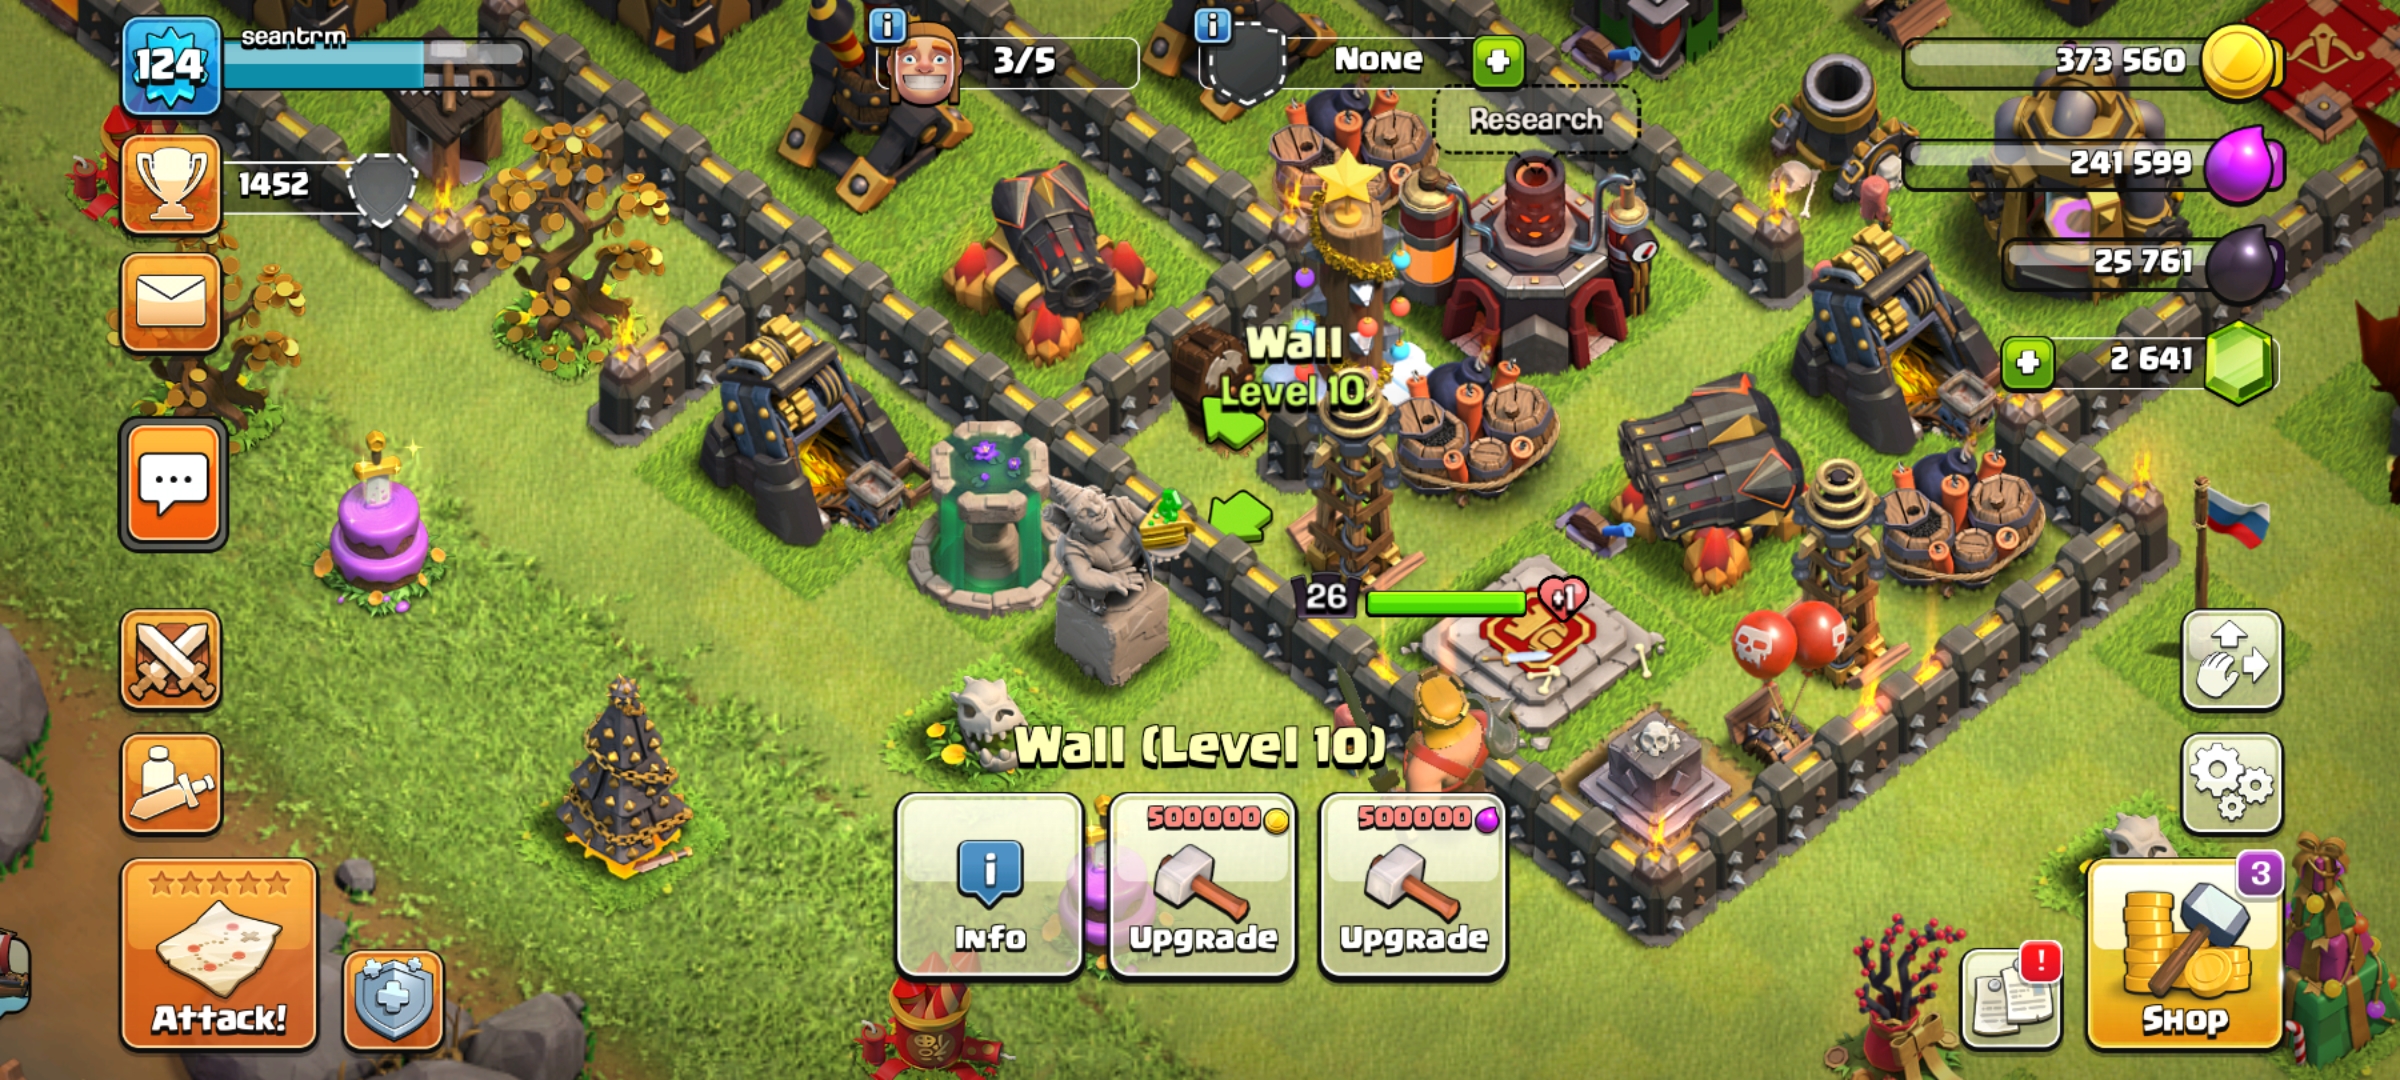 124
seantrm
3/5
None
373 560
Research
241 599
1452
25 761
Wall
Level 10
2 641
26
+1
Wall (Level 10)
500000
500000
Info
Upgrade
Upgrade
3
!
Attack!
Shop